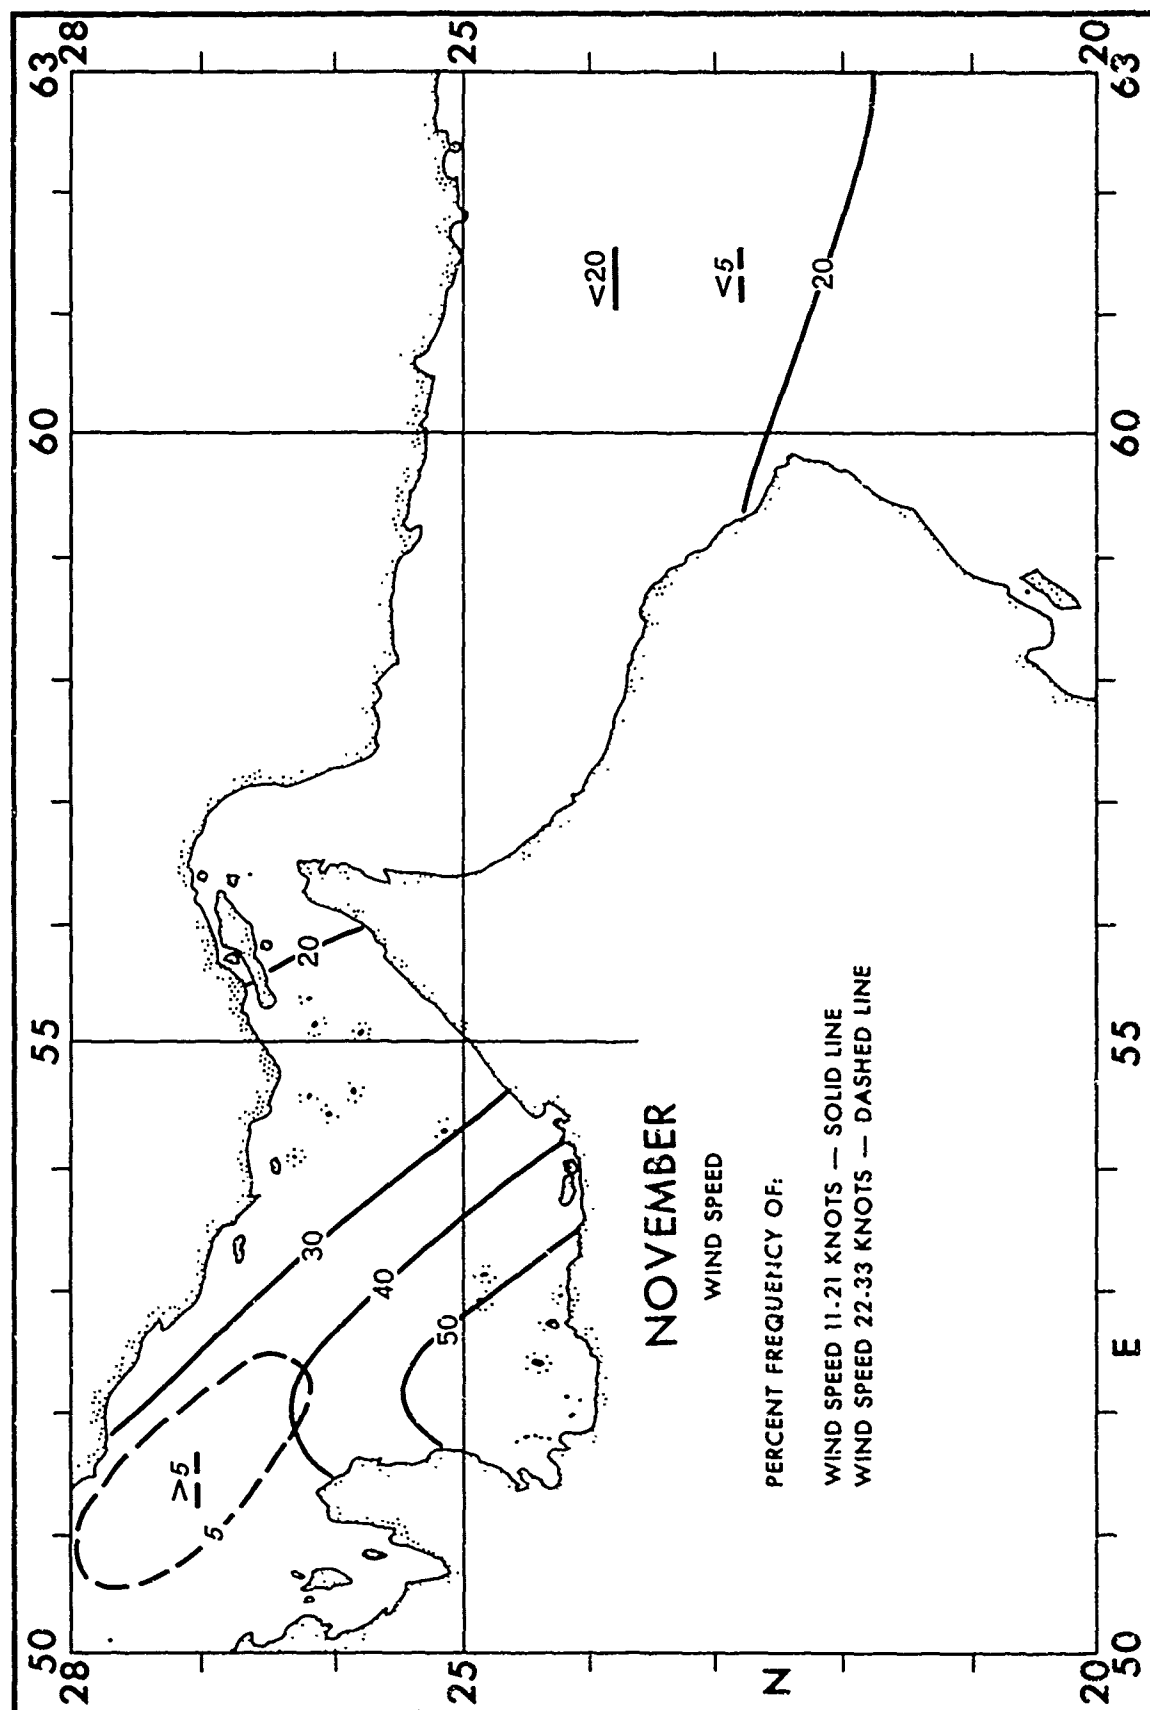 50 55 60 63
28 28
>5
5
20
30
40
50
25 25
<20
<5
20
NOVEMBER
WIND SPEED
PERCENT FREQUENCY OF:
WIND SPEED 11-21 KNOTS — SOLID LINE
WIND SPEED 22-33 KNOTS — DASHED LINE
N
20 20
50 E 55 60 63